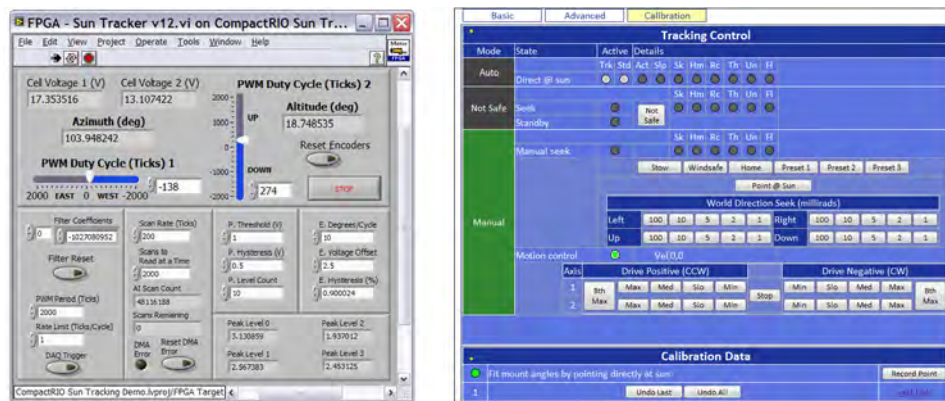 FPGA - Sun Tracker v12.vi on CompactRIO Sun Tr...
File Edit View Project Operate Tools Window Help
Cell Voltage 1 (V) Cell Voltage 2 (V) PWM Duty Cycle (Ticks) 2
17.353516 13.107422
Azimuth (deg) Altitude (deg)
103.948242 18.748535
2000
1000
0
-1000
-2000
UP
DOWN
Reset Encoders
PWM Duty Cycle (Ticks) 1
-138 274 STOP
2000 EAST 0 WEST -2000
Filter Coefficients
0 -1027080952
Filter Reset
PWM Period (Ticks)
2000
Rate Limit (Ticks/Cycle)
1
DAQ Trigger
Scan Rate (Ticks)
200
Scans to
Read at a Time
2000
AI Scan Count
48116188
Scans Remaining
0
DMA Error Reset DMA Error
P. Threshold (V)
1
P. Hysteresis (V)
0.5
P. Level Count
10
E. Degrees/Cycle
10
E. Voltage Offset
2.5
E. Hysteresis (%)
0.900024
Peak Level 0 Peak Level 2
3.130859 1.937012
Peak Level 1 Peak Level 3
2.567383 2.453125
CompactRIO Sun Tracking Demo.lvproj/FPGA Target
Basic Advanced Calibration
Tracking Control
Mode State Active Details
Trk Std Act Slp Sk Hm Rc Th Un Fl
Auto Direct @ sun
Sk Hm Rc Th Un Fl
Not Safe Seek Not Safe
Standby
Sk Hm Rc Th Un Fl
Manual seek
Stow Windsafe Home Preset 1 Preset 2 Preset 3
Point @ Sun
World Direction Seek (millirads)
Manual
Left 100 10 5 2 1 Right 100 10 5 2 1
Up 100 10 5 2 1 Down 100 10 5 2 1
Motion control Vel 0,0
Axis Drive Positive (CCW) Drive Negative (CW)
1 Bth Max Max Med Slo Min Stop Min Slo Med Max Bth Max
2 Max Med Slo Min Min Slo Med Max
Calibration Data
Fit mount angles by pointing directly at sun Record Point
1 Undo Last Undo All